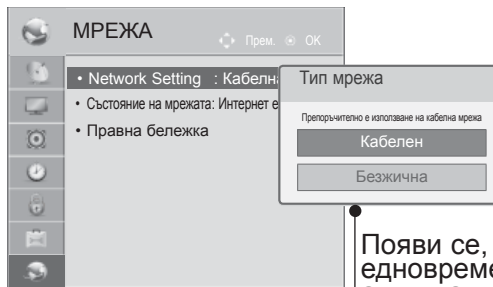 МРЕЖА
Прем. OK
• Network Setting : Кабелн
• Състояние на мрежата: Интернет е
• Правна бележка
Тип мрежа
Препоръчително е използване на кабелна мрежа
Кабелен
Безжична
Появи се,
едновреме